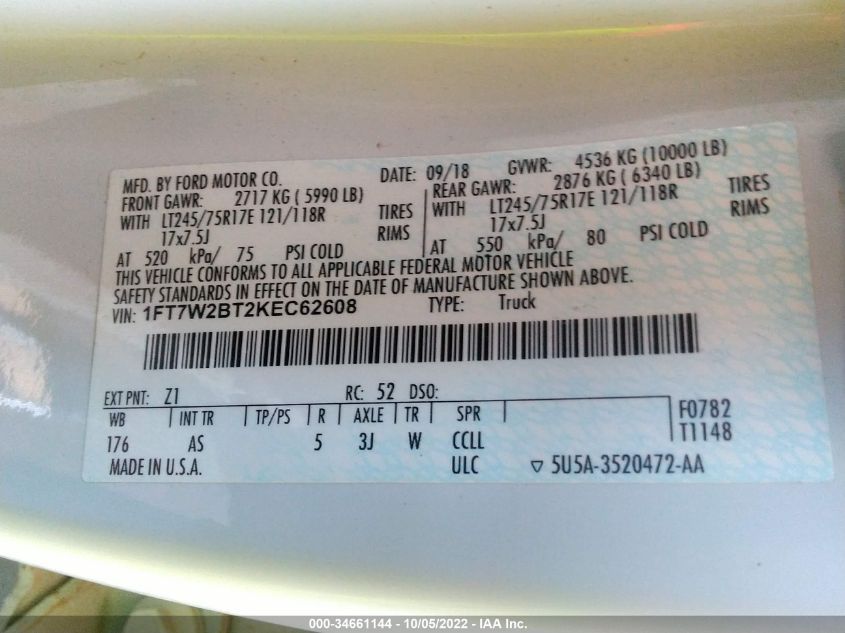 MFD. BY FORD MOTOR CO.
DATE: 09/18 GVWR: 4536 KG (10000 LB)
FRONT GAWR: 2717 KG ( 5990 LB)
WITH LT245/75R17E 121/118R TIRES
17x7.5J RIMS
AT 520 kPa/ 75 PSI COLD
REAR GAWR: 2876 KG ( 6340 LB)
WITH LT245/75R17E 121/118R TIRES
17x7.5J RIMS
AT 550 kPa/ 80 PSI COLD
THIS VEHICLE CONFORMS TO ALL APPLICABLE FEDERAL MOTOR VEHICLE
SAFETY STANDARDS IN EFFECT ON THE DATE OF MANUFACTURE SHOWN ABOVE.
VIN: 1FT7W2BT2KEC62608 TYPE: Truck
EXT PNT: Z1 RC: 52 DSO:
WB INT TR TP/PS R AXLE TR SPR F0782
176 AS 5 3J W CCLL T1148
MADE IN U.S.A. ULC ▽ 5U5A-3520472-AA
000-34661144 - 10/05/2022 - IAA Inc.